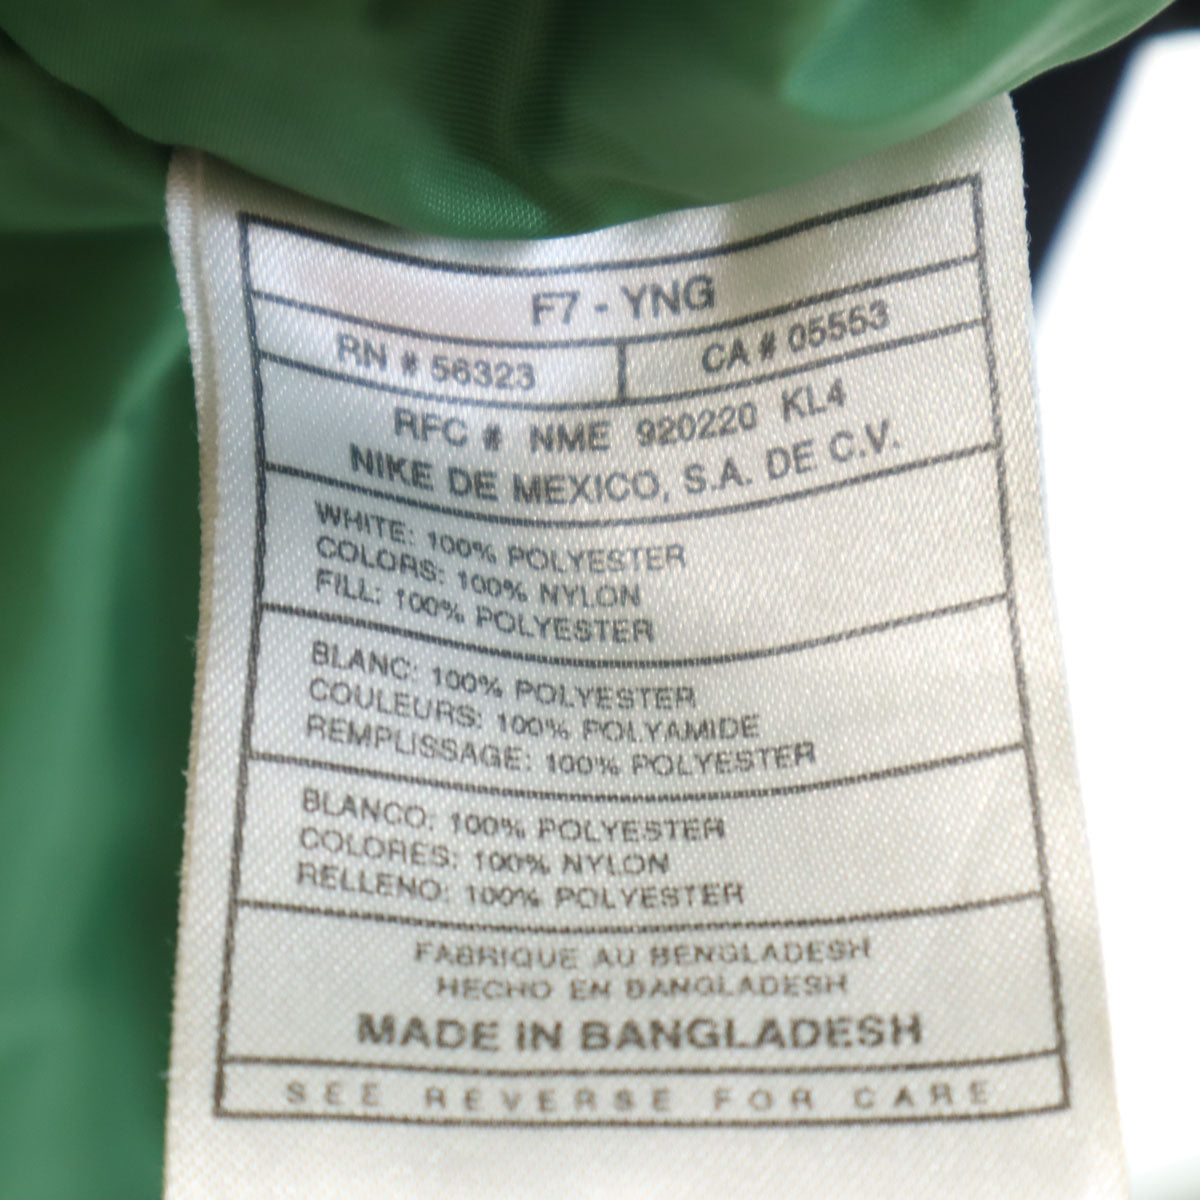 F7 - YNG
RN # 56323 CA # 05553
RFC # NME 920220 KL4
NIKE DE MEXICO, S.A. DE C.V.
WHITE: 100% POLYESTER
COLORS: 100% NYLON
FILL: 100% POLYESTER
BLANC: 100% POLYESTER
COULEURS: 100% POLYAMIDE
REMPLISSAGE: 100% POLYESTER
BLANCO: 100% POLYESTER
COLORES: 100% NYLON
RELLENO: 100% POLYESTER
FABRIQUE AU BENGLADESH
HECHO EN BANGLADESH
MADE IN BANGLADESH
SEE REVERSE FOR CARE